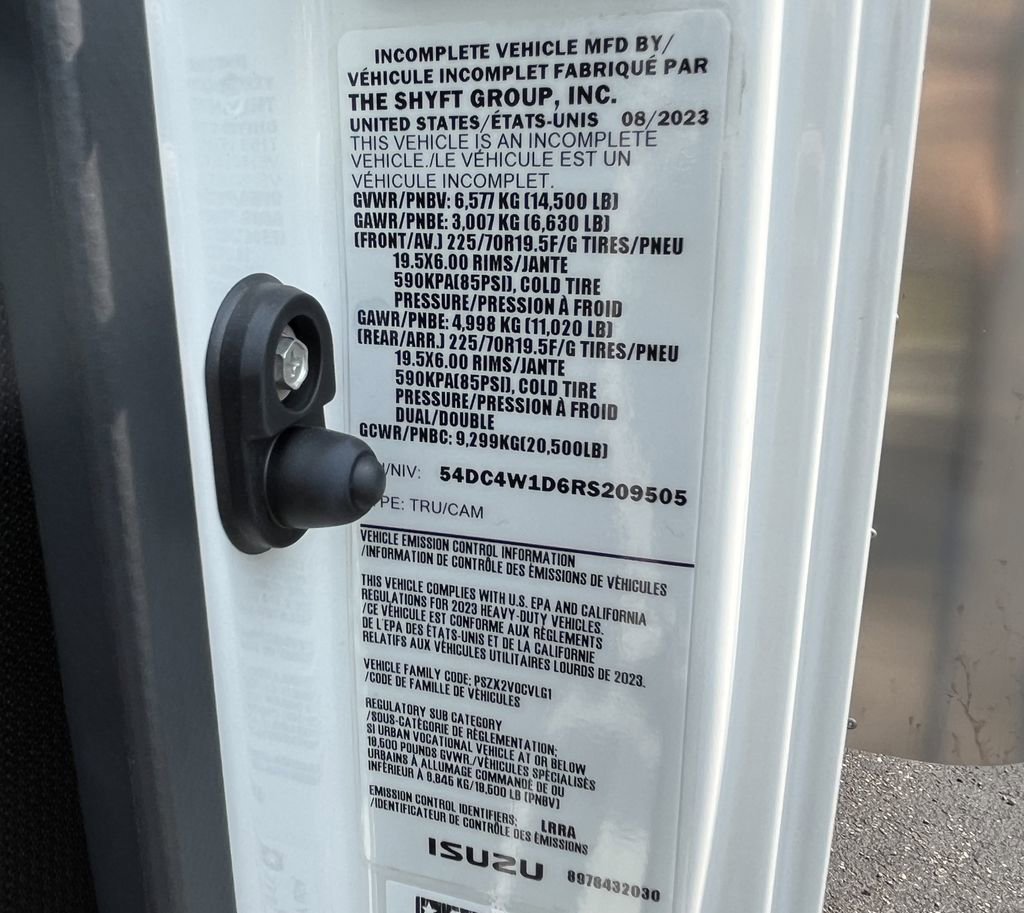 INCOMPLETE VEHICLE MFD BY/
VÉHICULE INCOMPLET FABRIQUÉ PAR
THE SHYFT GROUP, INC.
UNITED STATES/ÉTATS-UNIS 08/2023
THIS VEHICLE IS AN INCOMPLETE
VEHICLE./LE VÉHICULE EST UN
VÉHICULE INCOMPLET.
GVWR/PNBV: 6,577 KG (14,500 LB)
GAWR/PNBE: 3,007 KG (6,630 LB)
(FRONT/AV.) 225/70R19.5F/G TIRES/PNEU
19.5X6.00 RIMS/JANTE
590KPA(85PSI), COLD TIRE
PRESSURE/PRESSION À FROID
GAWR/PNBE: 4,998 KG (11,020 LB)
(REAR/ARR.) 225/70R19.5F/G TIRES/PNEU
19.5X6.00 RIMS/JANTE
590KPA(85PSI), COLD TIRE
PRESSURE/PRESSION À FROID
DUAL/DOUBLE
GCWR/PNBC: 9,299KG(20,500LB)
/NIV: 54DC4W1D6RS209505
PE: TRU/CAM
VEHICLE EMISSION CONTROL INFORMATION
/INFORMATION DE CONTRÔLE DES ÉMISSIONS DE VÉHICULES
THIS VEHICLE COMPLIES WITH U.S. EPA AND CALIFORNIA
REGULATIONS FOR 2023 HEAVY-DUTY VEHICLES.
/CE VÉHICULE EST CONFORME AUX RÈGLEMENTS
DE L'EPA DES ÉTATS-UNIS ET DE LA CALIFORNIE
RELATIFS AUX VÉHICULES UTILITAIRES LOURDS DE 2023.
VEHICLE FAMILY CODE: PSZX2VOCVLG1
/CODE DE FAMILLE DE VÉHICULES
REGULATORY SUB CATEGORY
/SOUS-CATÉGORIE DE RÈGLEMENTATION:
SI URBAN VOCATIONAL VEHICLE AT OR BELOW
19,500 POUNDS GVWR./VÉHICULES SPÉCIALISÉS
URBAINS À ALLUMAGE COMMANDÉ DE OU
INFÉRIEUR À 8,845 KG/19,500 LB (PNBV)
EMISSION CONTROL IDENTIFIERS: LRRA
/IDENTIFICATEUR DE CONTRÔLE DES ÉMISSIONS
ISUZU 8978432030